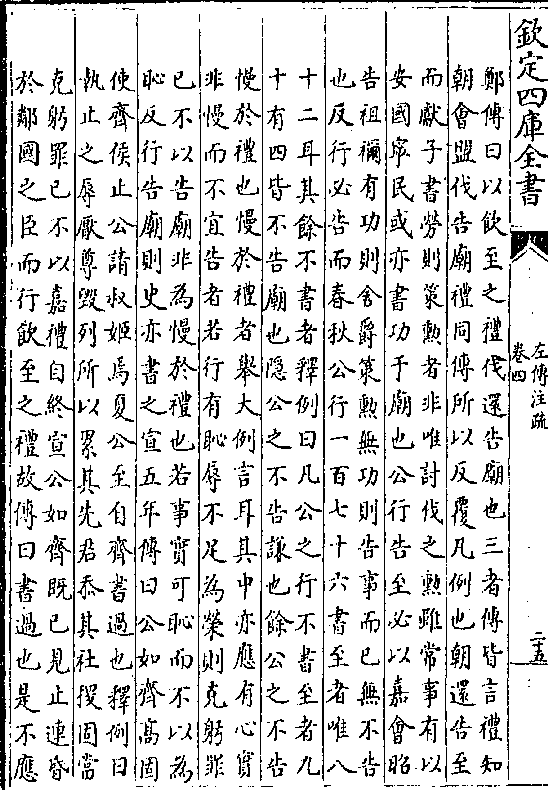 欽定四庫全書
左傳注疏
卷四
二十五
鄭傳曰以飲至之禮伐還告廟也三者傳皆言禮知
朝會盟伐告廟禮同傳所以反覆凡例也朝還告至
而獻子書勞則策勲者非唯討伐之勲雖常事有以
安國寧民或亦書功于廟也公行告至必以嘉會昭
告祖禰有功則舍爵策勲無功則告事而已無不告
也反行必告而春秋公行一百七十六書至者唯八
十二耳其餘不書者釋例曰凡公之行不書至者九
十有四皆不告廟也隱公之不告謙也餘公之不告
慢於禮也慢於禮者舉大例言耳其中亦應有心實
非慢而不宜告者若行有恥辱不足為榮則克躬罪
已不以告廟非為慢於禮也若事實可恥而不以為
恥反行告廟則史亦書之宣五年傳曰公如齊高固
使齊侯止公請叔姬焉夏公至自齊書過也釋例曰
執止之辱厭尊毀列所以累其先君忝其社稷固當
克躬罪已不以嘉禮自終宣公如齊既已見止連昏
於鄰國之臣而行飲至之禮故傳曰書過也是不應